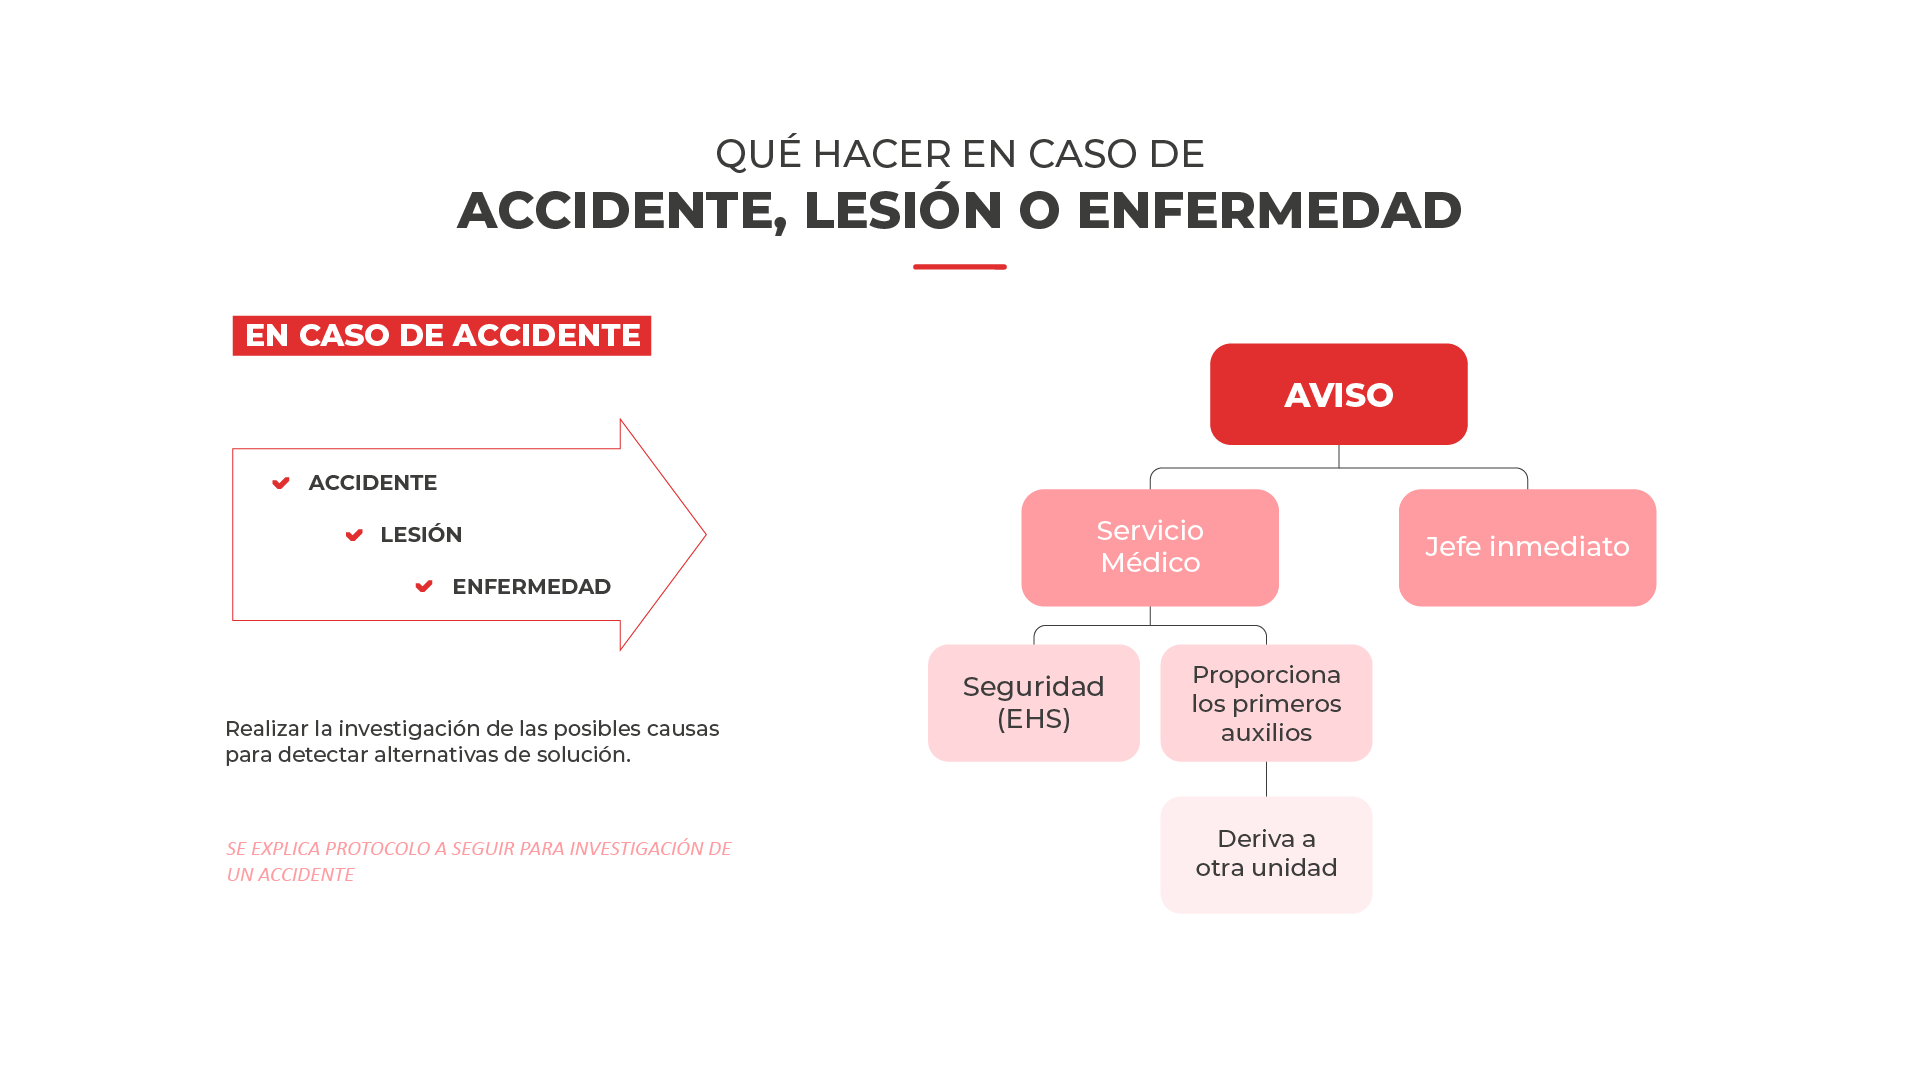 QUÉ HACER EN CASO DE
ACCIDENTE, LESIÓN O ENFERMEDAD
EN CASO DE ACCIDENTE
ACCIDENTE
LESIÓN
ENFERMEDAD
Realizar la investigación de las posibles causas
para detectar alternativas de solución.
SE EXPLICA PROTOCOLO A SEGUIR PARA INVESTIGACIÓN DE
UN ACCIDENTE
AVISO
Servicio
Médico
Jefe inmediato
Seguridad
(EHS)
Proporciona
los primeros
auxilios
Deriva a
otra unidad